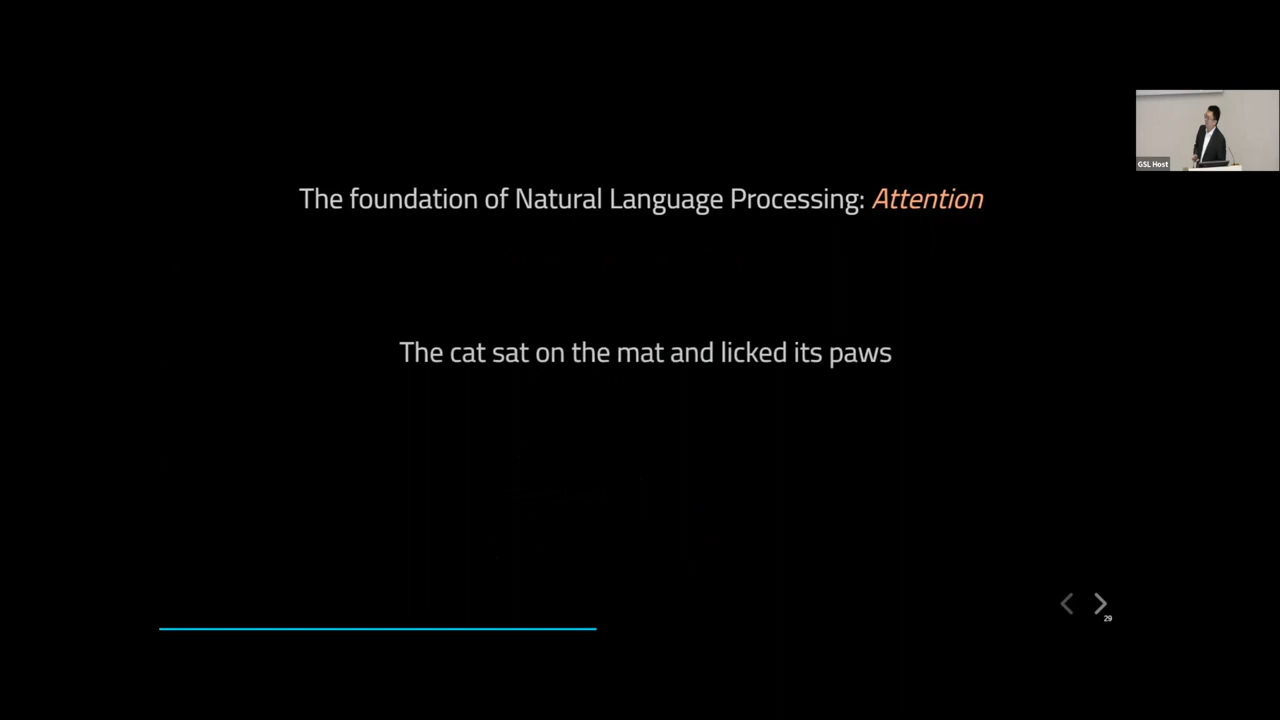 The foundation of Natural Language Processing: Attention
GSL Host
The cat sat on the mat and licked its paws
29